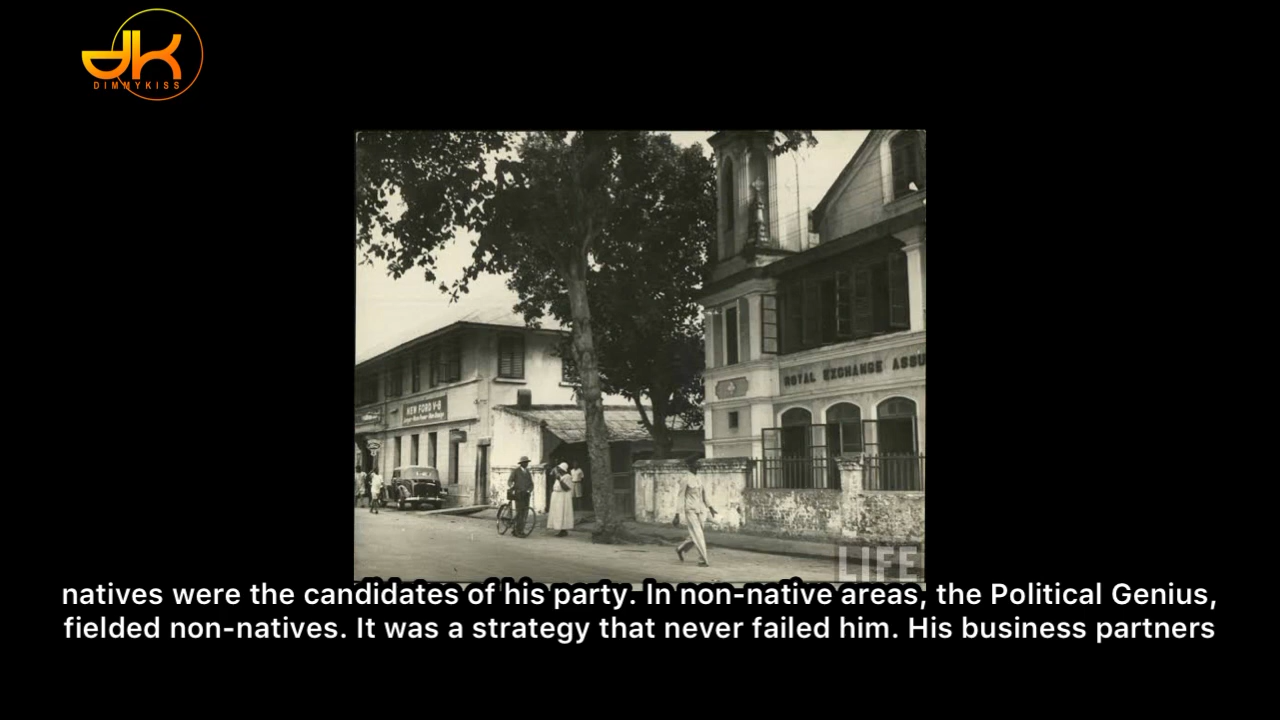 dk
DIMMYKISS
ROYAL EXCHANGE ASSU
NEW FORD V-8
LIFE
natives were the candidates of his party. In non-native areas, the Political Genius,
fielded non-natives. It was a strategy that never failed him. His business partners